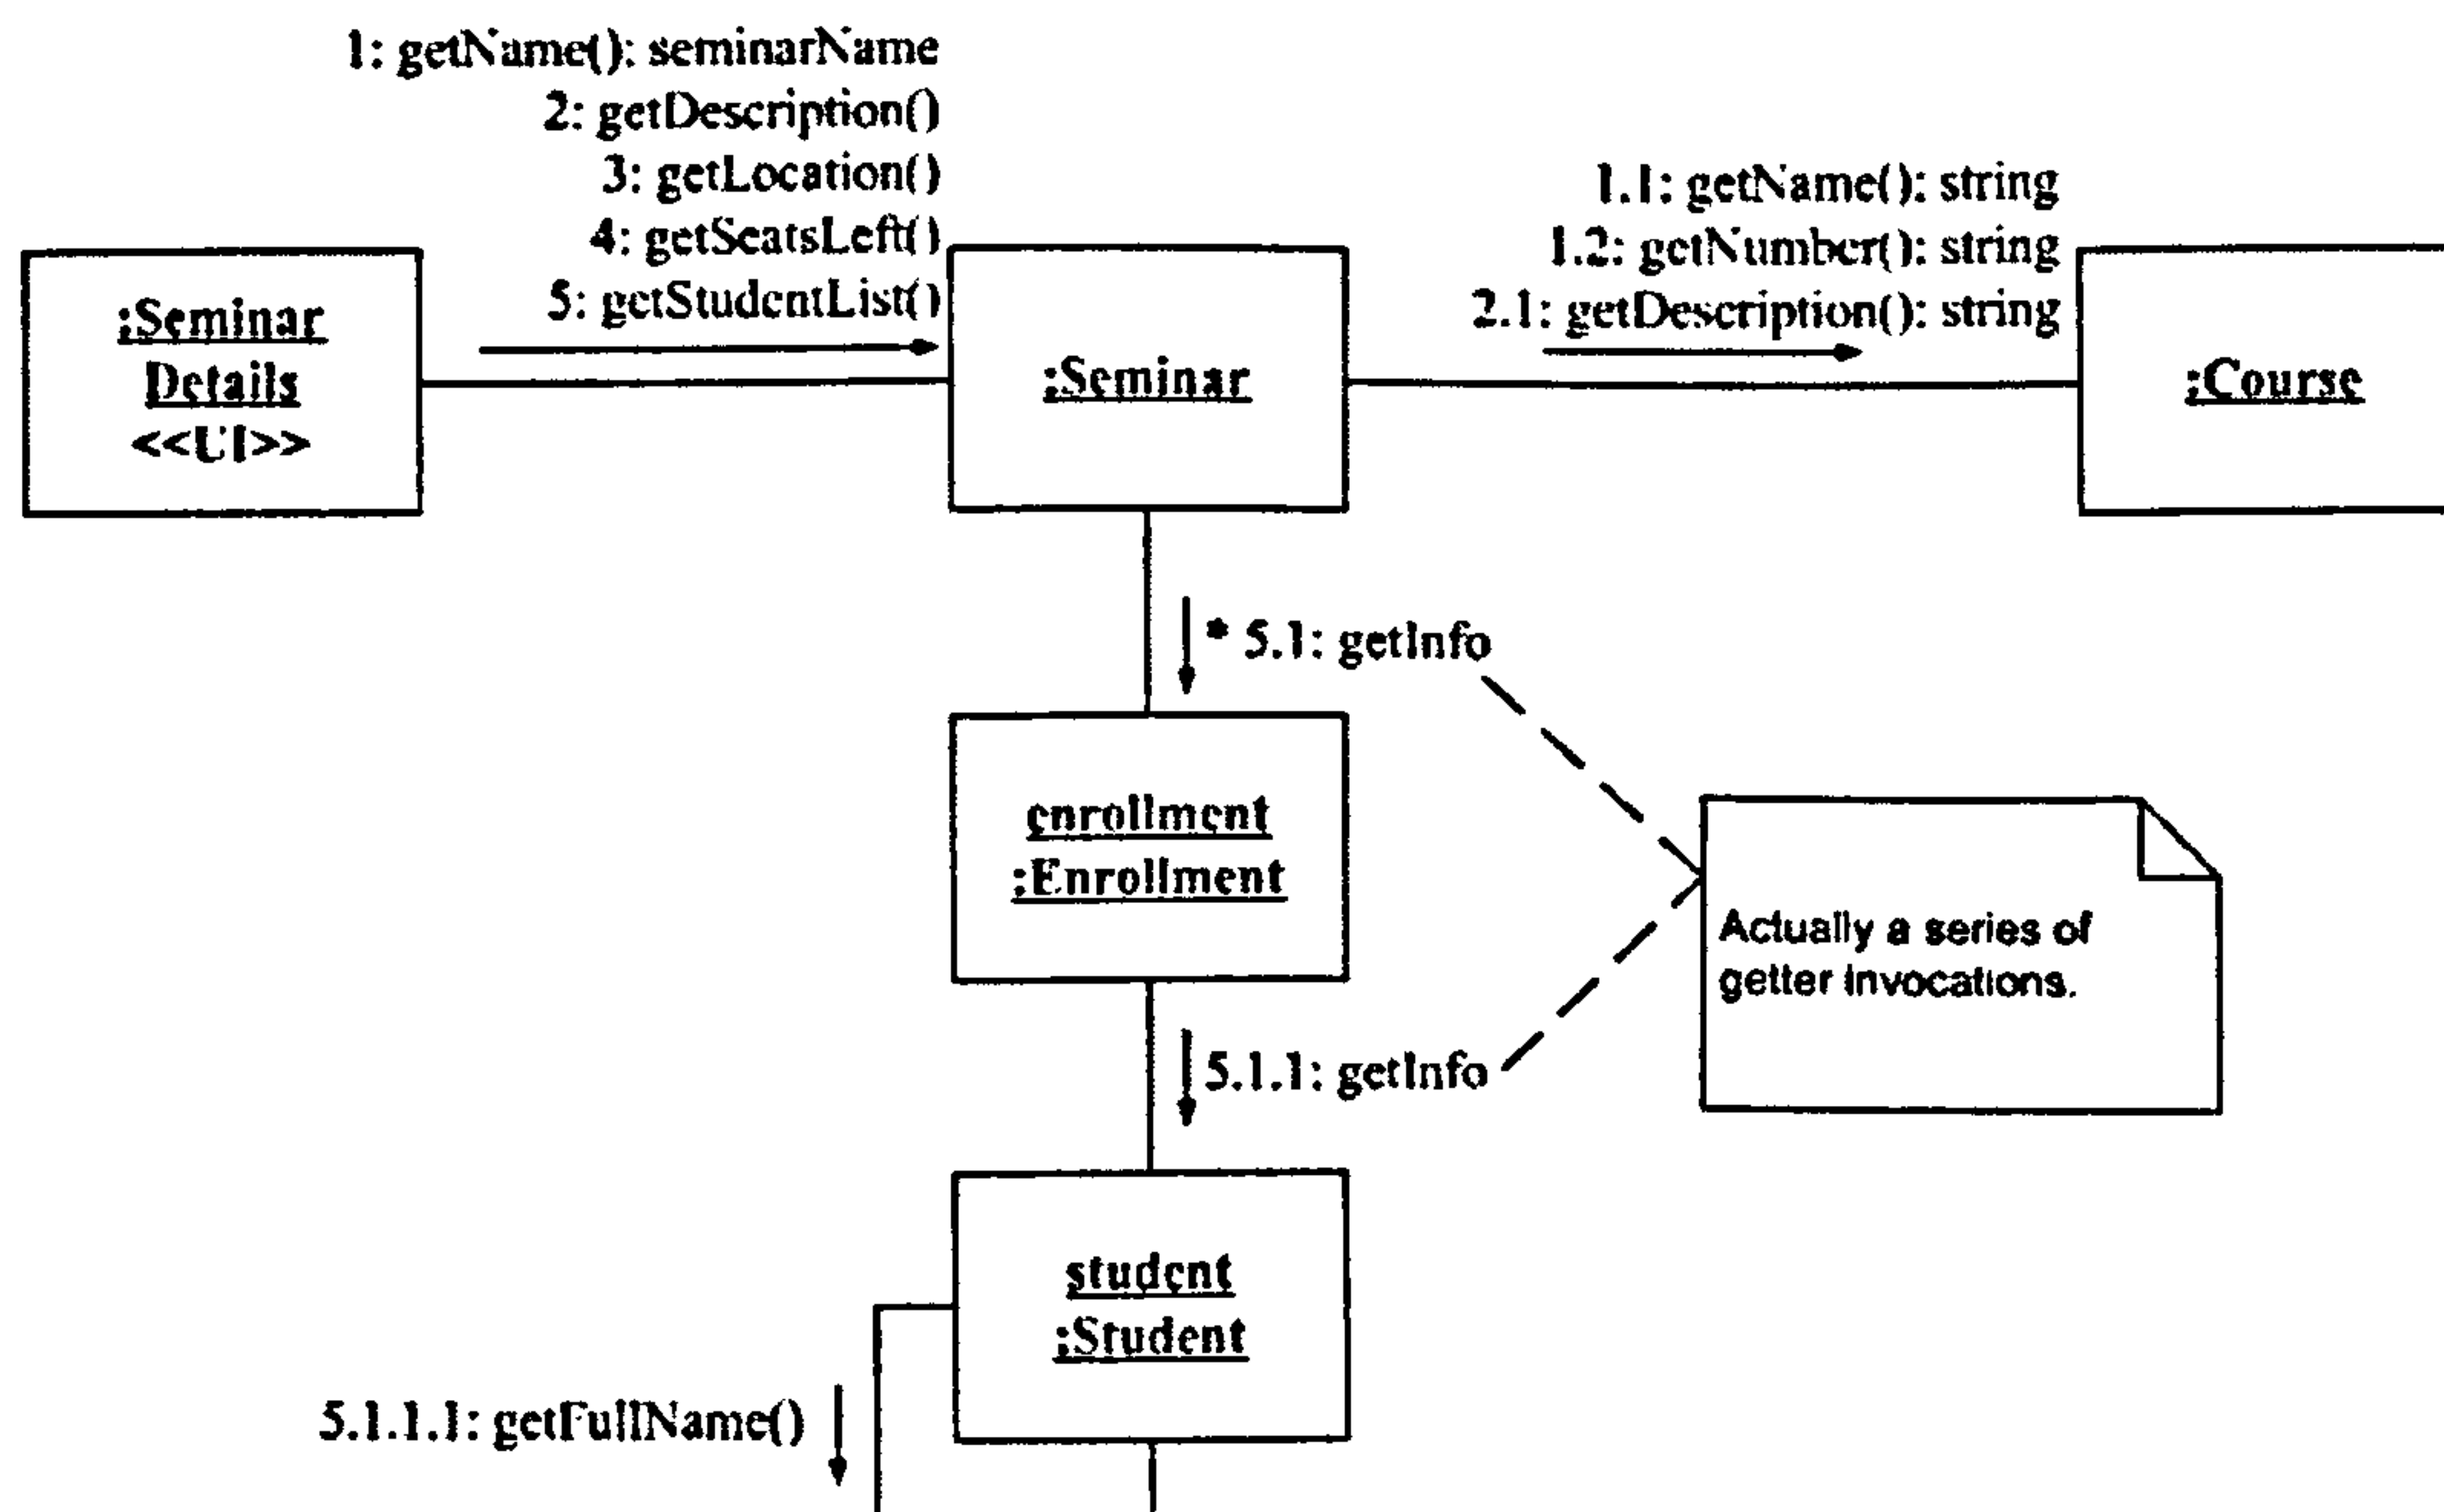 1: getName(): seminarName
2: getDescription()
3: getLocation()
4: getSeatsLeft()
5: getStudentList()
1.1: getName(): string
1.2: getNumber(): string
2.1: getDescription(): string
:Seminar
Details
<<UI>>
:Seminar
:Course
* 5.1: getInfo
enrollment
:Enrollment
Actually a series of
getter invocations.
5.1.1: getInfo
student
:Student
5.1.1.1: getFullName()